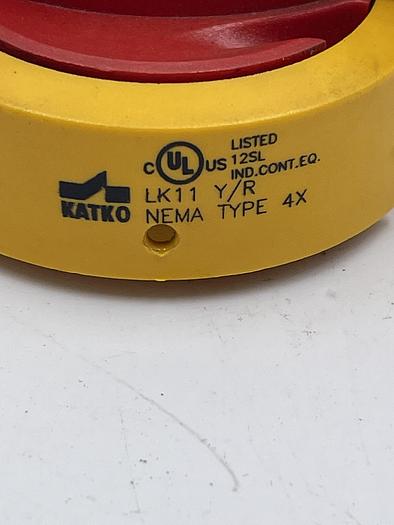 LISTED
c UL US 12SL
IND.CONT.EQ.
KATKO LK11 Y/R
NEMA TYPE 4X